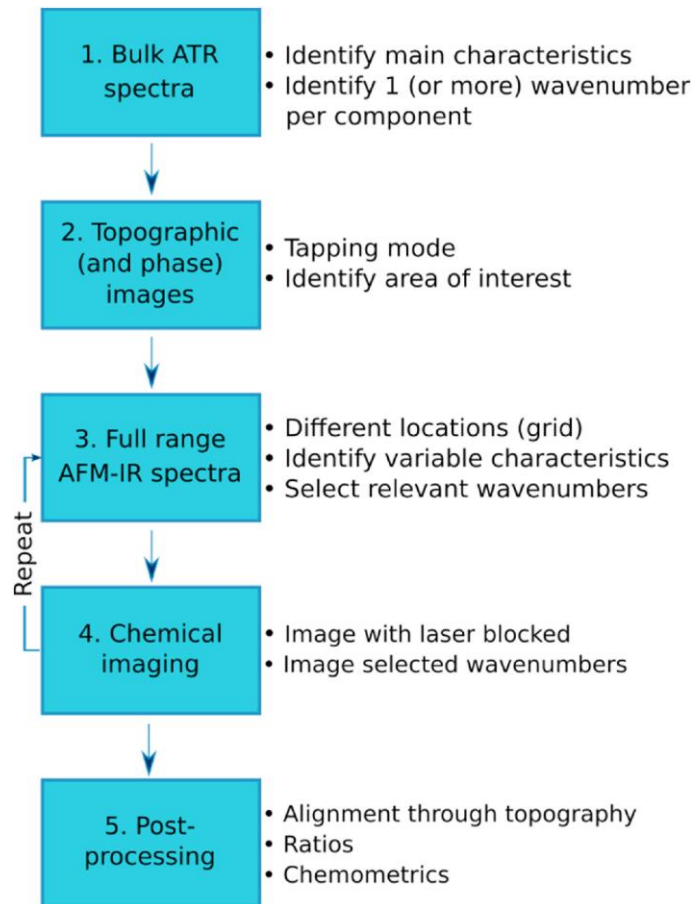 1. Bulk ATR
spectra
• Identify main characteristics
• Identify 1 (or more) wavenumber
per component
2. Topographic
(and phase)
images
• Tapping mode
• Identify area of interest
3. Full range
AFM-IR spectra
• Different locations (grid)
• Identify variable characteristics
• Select relevant wavenumbers
Repeat
4. Chemical
imaging
• Image with laser blocked
• Image selected wavenumbers
5. Post-
processing
• Alignment through topography
• Ratios
• Chemometrics